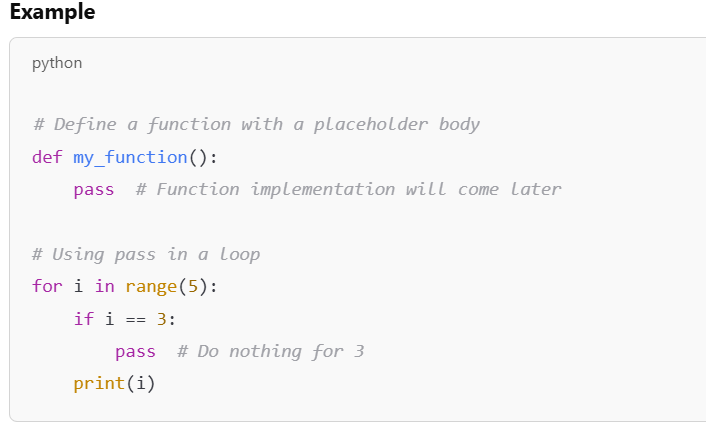 Example
python
# Define a function with a placeholder body
def my_function():
    pass  # Function implementation will come later
# Using pass in a loop
for i in range(5):
    if i == 3:
        pass  # Do nothing for 3
    print(i)